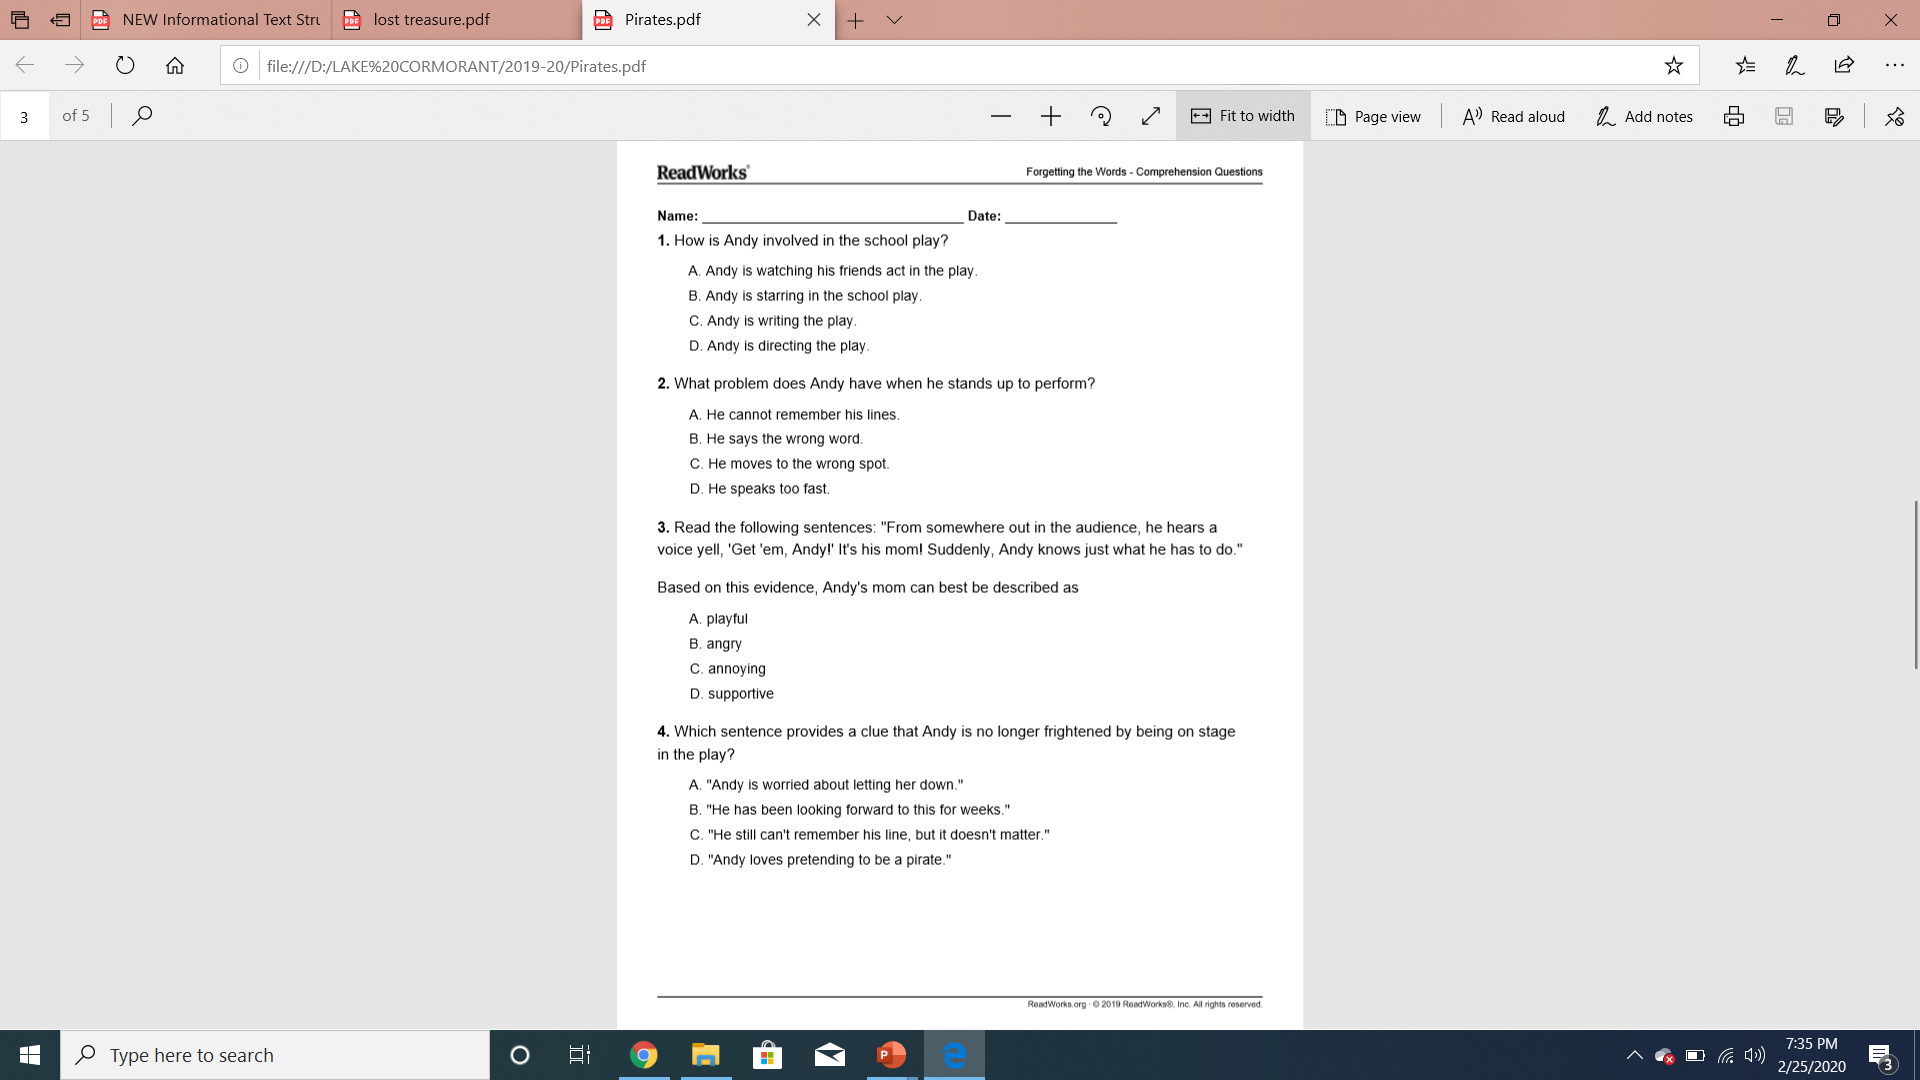 NEW Informational Text Stru
lost treasure.pdf
Pirates.pdf
file:///D:/LAKE%20CORMORANT/2019-20/Pirates.pdf
3 of 5
Fit to width
Page view
Read aloud
Add notes
ReadWorks®
Forgetting the Words - Comprehension Questions
Name: ________________ Date: ________
1. How is Andy involved in the school play?
A. Andy is watching his friends act in the play.
B. Andy is starring in the school play.
C. Andy is writing the play.
D. Andy is directing the play.
2. What problem does Andy have when he stands up to perform?
A. He cannot remember his lines.
B. He says the wrong word.
C. He moves to the wrong spot.
D. He speaks too fast.
3. Read the following sentences: "From somewhere out in the audience, he hears a
voice yell, 'Get 'em, Andy!' It's his mom! Suddenly, Andy knows just what he has to do."
Based on this evidence, Andy's mom can best be described as
A. playful
B. angry
C. annoying
D. supportive
4. Which sentence provides a clue that Andy is no longer frightened by being on stage
in the play?
A. "Andy is worried about letting her down."
B. "He has been looking forward to this for weeks."
C. "He still can't remember his line, but it doesn't matter."
D. "Andy loves pretending to be a pirate."
ReadWorks.org · © 2019 ReadWorks®, Inc. All rights reserved.
Type here to search
7:35 PM
2/25/2020
3